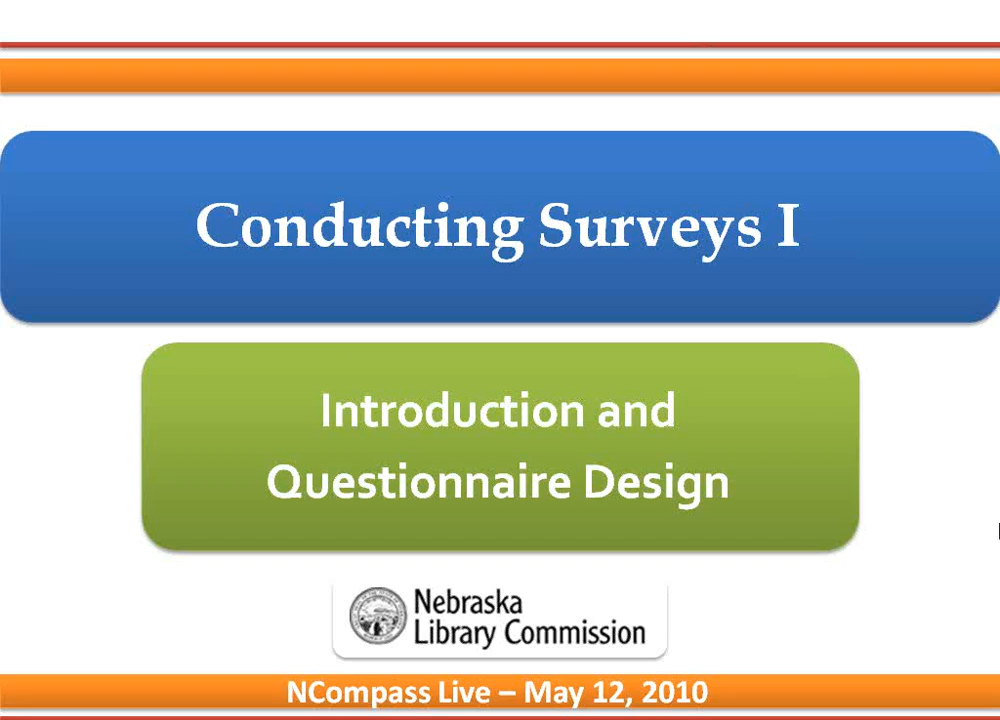 Conducting Surveys I
Introduction and
Questionnaire Design
Nebraska
Library Commission
NCompass Live – May 12, 2010